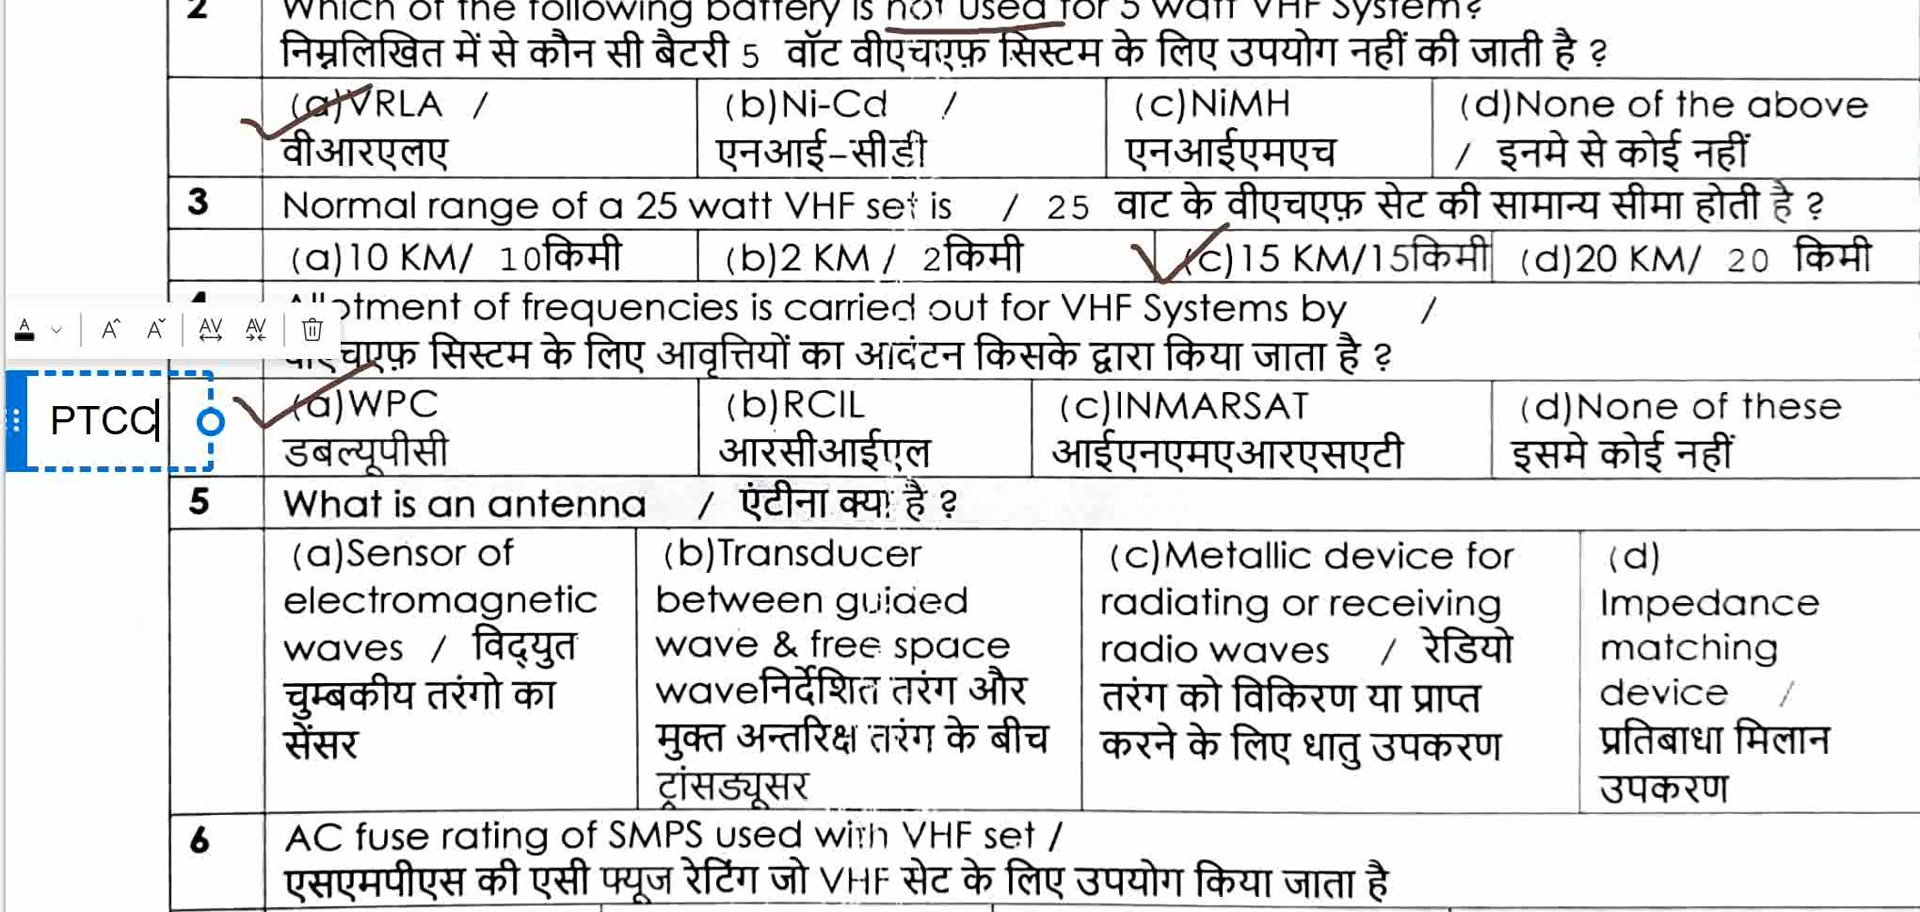 2 Which of the following battery is not used for 5 watt VHF System?
निम्नलिखित में से कौन सी बैटरी 5 वॉट वीएचएफ़ सिस्टम के लिए उपयोग नहीं की जाती है ?
(a)VRLA / (b)Ni-Cd / (c)NiMH (d)None of the above
वीआरएलए एनआई-सीडी एनआईएमएच / इनमे से कोई नहीं
3 Normal range of a 25 watt VHF set is / 25 वाट के वीएचएफ़ सेट की सामान्य सीमा होती है ?
(a)10 KM/ 10किमी (b)2 KM / 2किमी (c)15 KM/15किमी (d)20 KM/ 20 किमी
Allotment of frequencies is carried out for VHF Systems by /
वीएचएफ़ सिस्टम के लिए आवृत्तियों का आवंटन किसके द्वारा किया जाता है ?
PTCC
(a)WPC (b)RCIL (c)INMARSAT (d)None of these
डबल्यूपीसी आरसीआईएल आईएनएमएआरएसएटी इसमे कोई नहीं
5 What is an antenna / एंटीना क्या है ?
(a)Sensor of
electromagnetic
waves / विद्युत
चुम्बकीय तरंगो का
सेंसर
(b)Transducer
between guided
wave & free space
waveनिर्देशित तरंग और
मुक्त अन्तरिक्ष तरंग के बीच
ट्रांसड्यूसर
(c)Metallic device for
radiating or receiving
radio waves / रेडियो
तरंग को विकिरण या प्राप्त
करने के लिए धातु उपकरण
(d)
Impedance
matching
device /
प्रतिबाधा मिलान
उपकरण
6 AC fuse rating of SMPS used with VHF set /
एसएमपीएस की एसी फ्यूज रेटिंग जो VHF सेट के लिए उपयोग किया जाता है